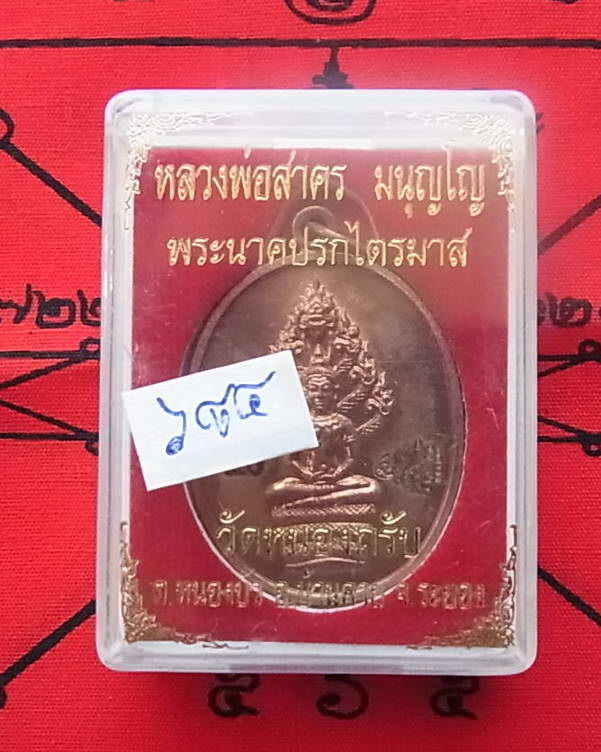 หลวงพ่อสาคร มนุญฺโญ
พระนาคปรกไตรมาส
๖๘๔
วัดหนองกรับ
ต.หนองบัว อ.บ้านค่าย จ.ระยอง